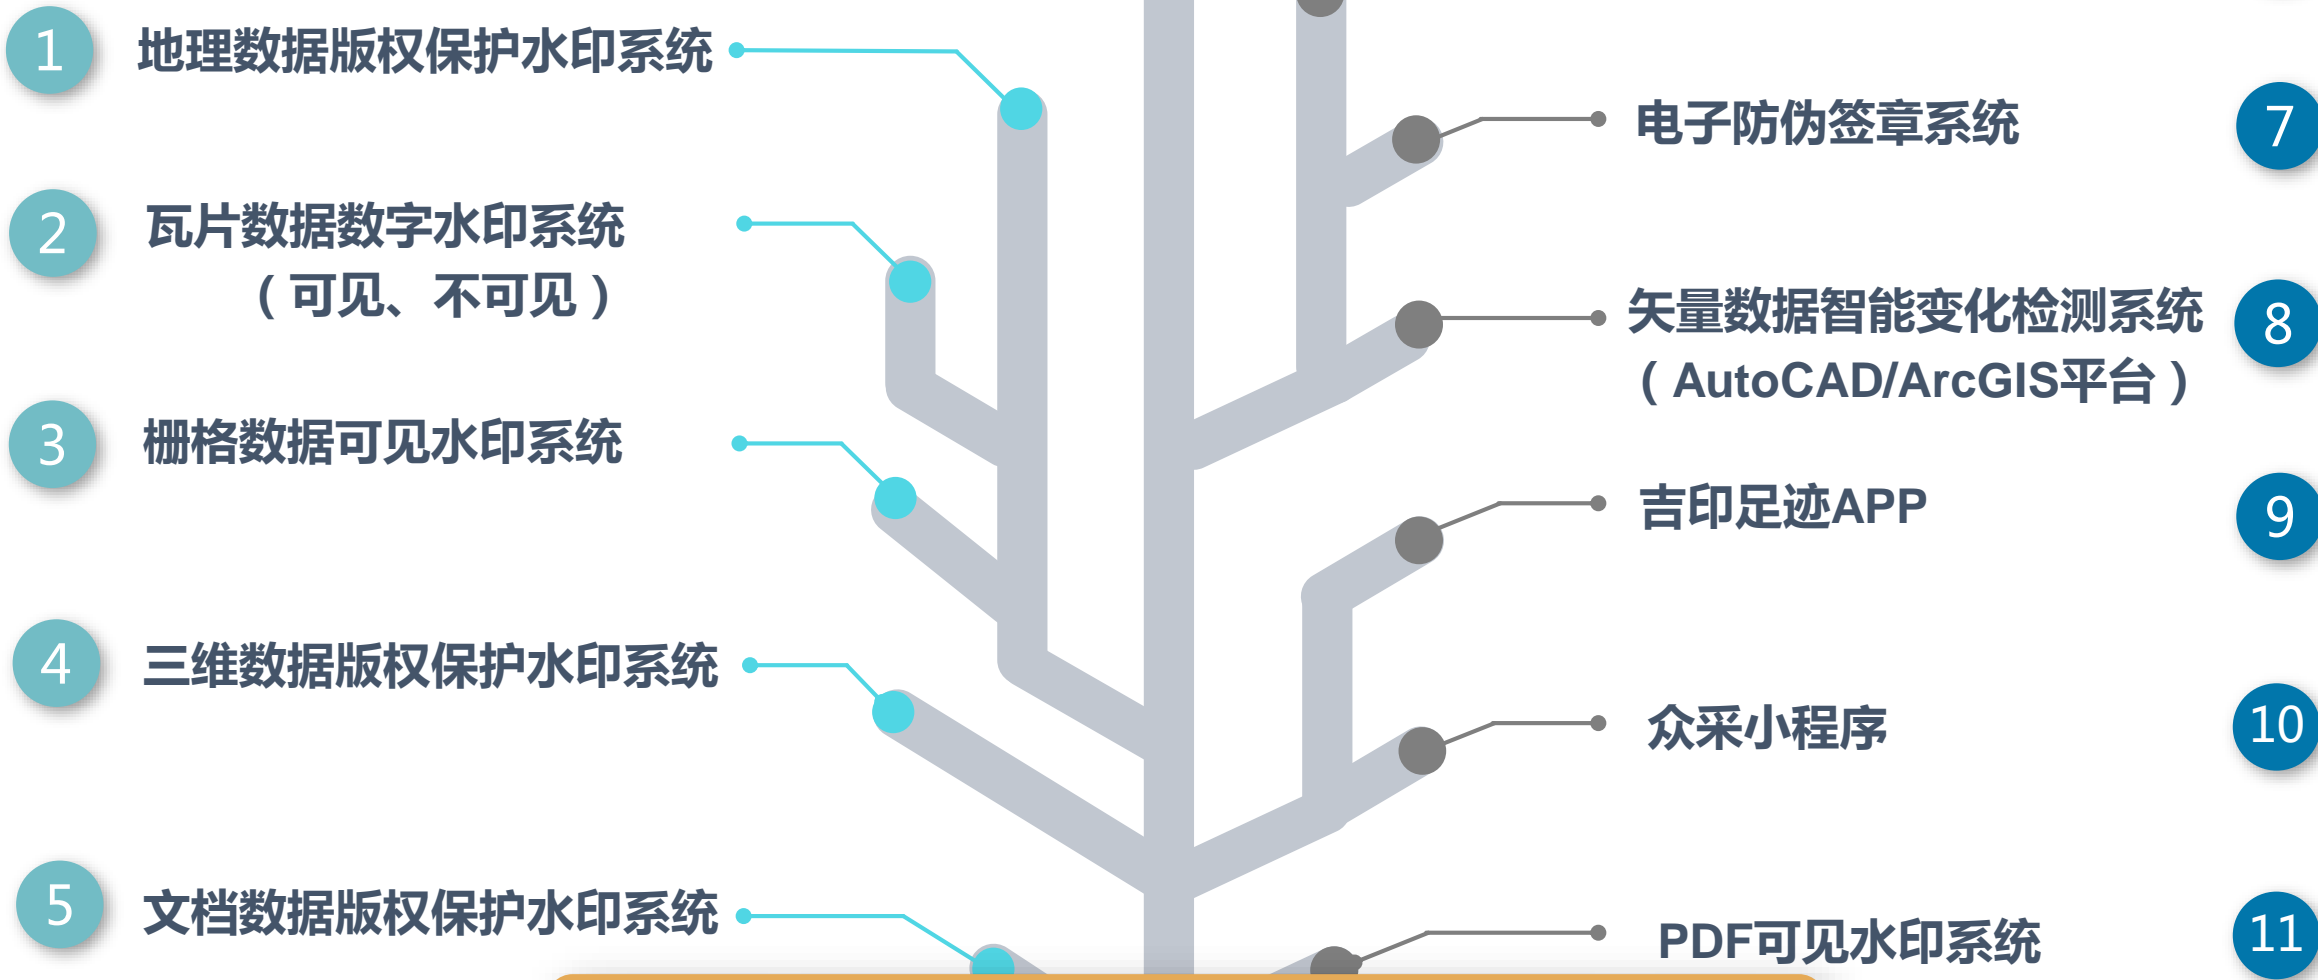 1
地理数据版权保护水印系统
2
瓦片数据数字水印系统
（可见、不可见）
3
栅格数据可见水印系统
4
三维数据版权保护水印系统
5
文档数据版权保护水印系统
电子防伪签章系统
7
矢量数据智能变化检测系统
（AutoCAD/ArcGIS平台）
8
吉印足迹APP
9
众采小程序
10
PDF可见水印系统
11